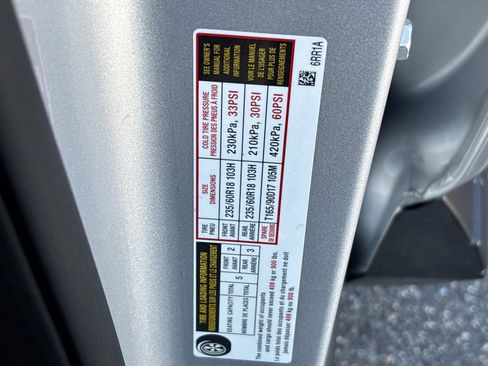 TIRE AND LOADING INFORMATION
RENSEIGNEMENTS SUR LES PNEUS ET LE CHARGEMENT
SEATING CAPACITY TOTAL 5 FRONT 2 REAR 3
NOMBRE DE PLACES TOTAL AVANT ARRIÈRE
The combined weight of occupants
and cargo should never exceed 408 kg or 900 lbs.
Le poids total des occupants et du chargement ne doit
jamais dépasser 408 kg ou 900 lb.
TIRE SIZE COLD TIRE PRESSURE
PNEU DIMENSIONS PRESSION DES PNEUS À FROID
FRONT 235/60R18 103H 230kPa, 33PSI
AVANT
REAR 235/60R18 103H 210kPa, 30PSI
ARRIÈRE
SPARE T165/90D17 105M 420kPa, 60PSI
DE SECOURS
SEE OWNER'S
MANUAL FOR
ADDITIONAL
INFORMATION
VOIR LE MANUEL
DE L'USAGER
POUR PLUS DE
RENSEIGNEMENTS
6RR1A